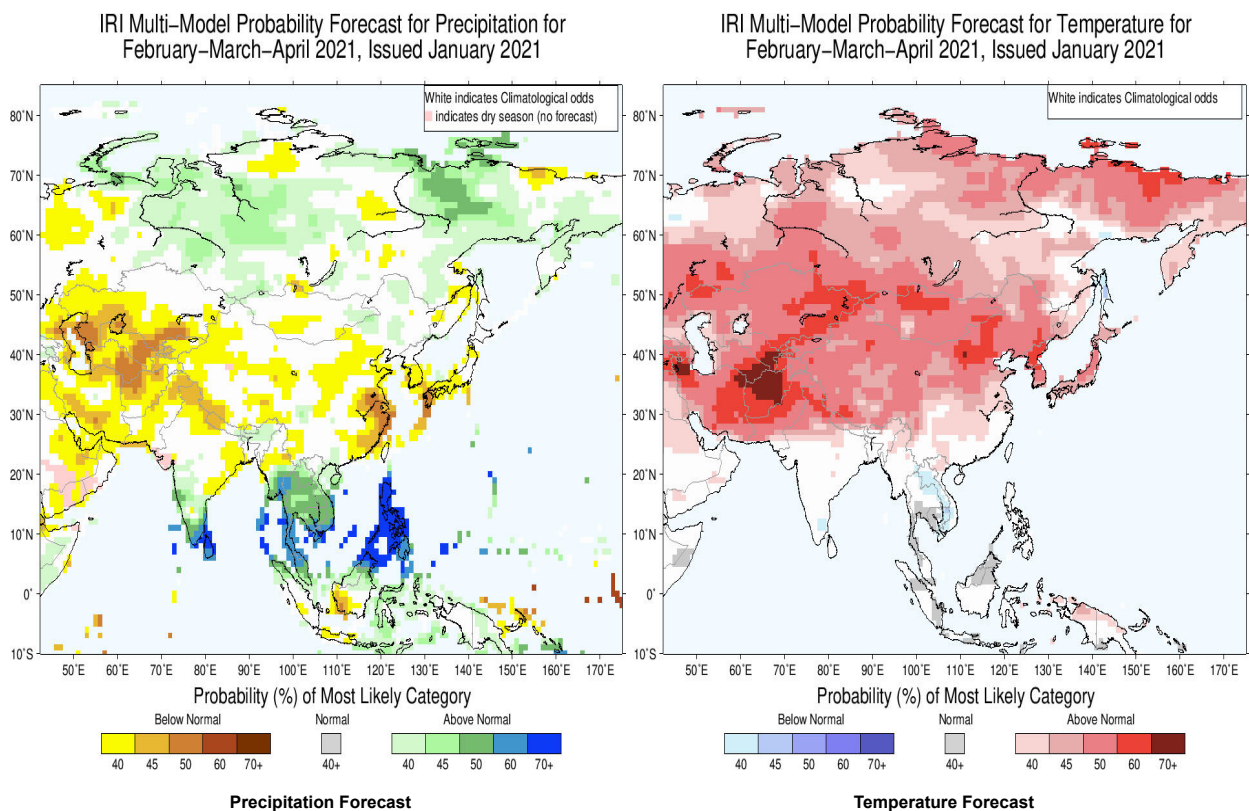 IRI Multi-Model Probability Forecast for Precipitation for
February-March-April 2021, Issued January 2021
White indicates Climatological odds
indicates dry season (no forecast)
80˚N
70˚N
60˚N
50˚N
40˚N
30˚N
20˚N
10˚N
0˚
10˚S
50˚E 60˚E 70˚E 80˚E 90˚E 100˚E 110˚E 120˚E 130˚E 140˚E 150˚E 160˚E 170˚E
Probability (%) of Most Likely Category
Below Normal Normal Above Normal
40 45 50 60 70+ 40+ 40 45 50 60 70+
Precipitation Forecast
IRI Multi-Model Probability Forecast for Temperature for
February-March-April 2021, Issued January 2021
White indicates Climatological odds
80˚N
70˚N
60˚N
50˚N
40˚N
30˚N
20˚N
10˚N
0˚
10˚S
50˚E 60˚E 70˚E 80˚E 90˚E 100˚E 110˚E 120˚E 130˚E 140˚E 150˚E 160˚E 170˚E
Probability (%) of Most Likely Category
Below Normal Normal Above Normal
40 45 50 60 70+ 40+ 40 45 50 60 70+
Temperature Forecast